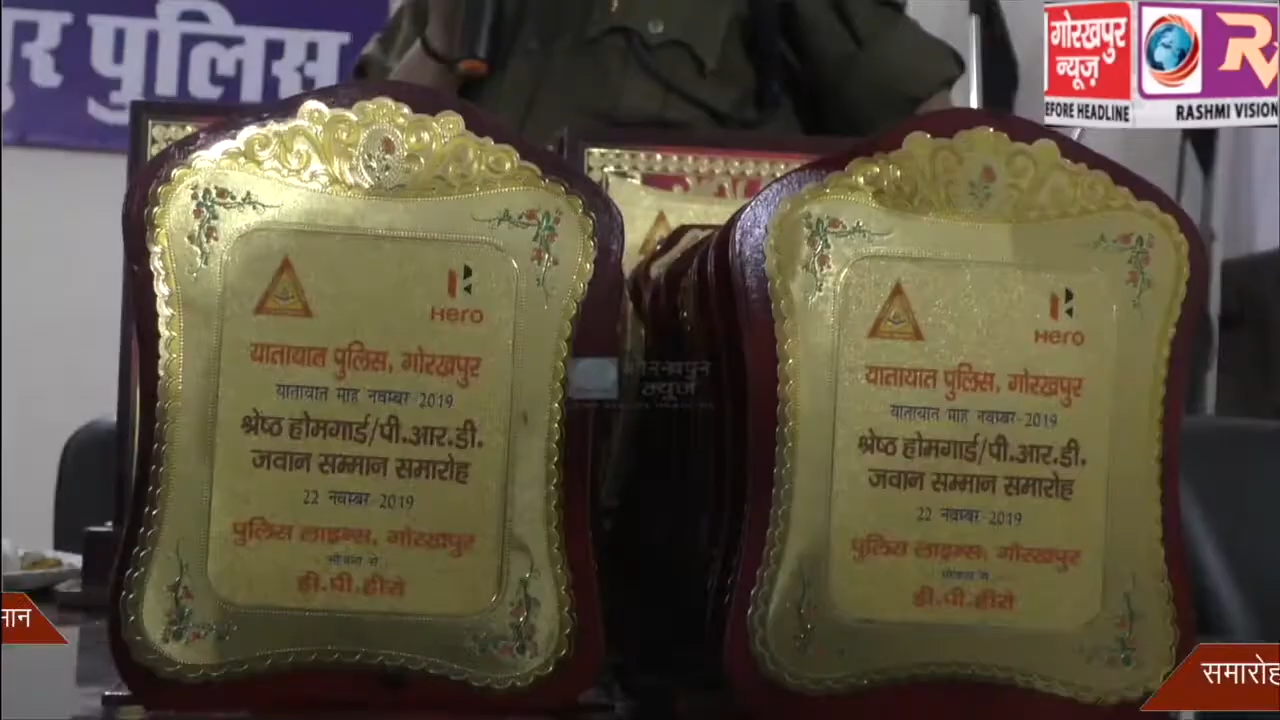 पुर पुलिस
गोरखपुर
न्यूज़
EFORE HEADLINE
RV
RASHMI VISION
Hero
यातायात पुलिस, गोरखपुर
यातायात माह नवम्बर-2019
श्रेष्ठ होमगार्ड/पी.आर.डी.
जवान सम्मान समारोह
22 नवम्बर 2019
पुलिस लाइन्स, गोरखपुर
डी.पी.हीरो
Hero
यातायात पुलिस, गोरखपुर
यातायात माह नवम्बर-2019
श्रेष्ठ होमगार्ड/पी.आर.डी.
जवान सम्मान समारोह
22 नवम्बर -2019
पुलिस लाइन्स, गोरखपुर
डी.पी.हीरो
गोरखपुर
न्यूज़
मान
समारोह